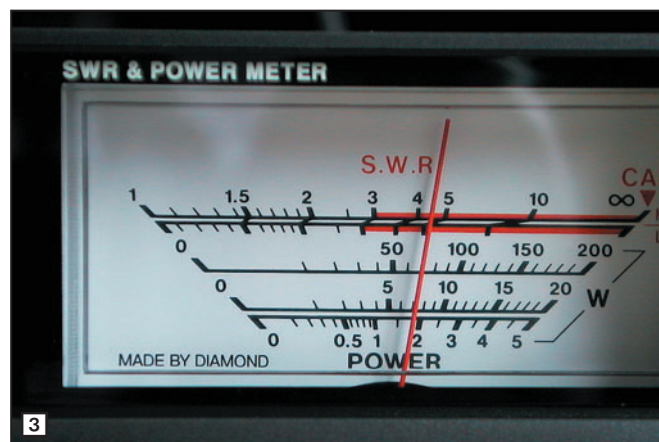 SWR & POWER METER
S.W.R
CA
1 1.5 2 3 4 5 10 ∞
0 50 100 150 200
0 5 10 15 20
W
0 0.5 1 2 3 4 5
MADE BY DIAMOND POWER
3